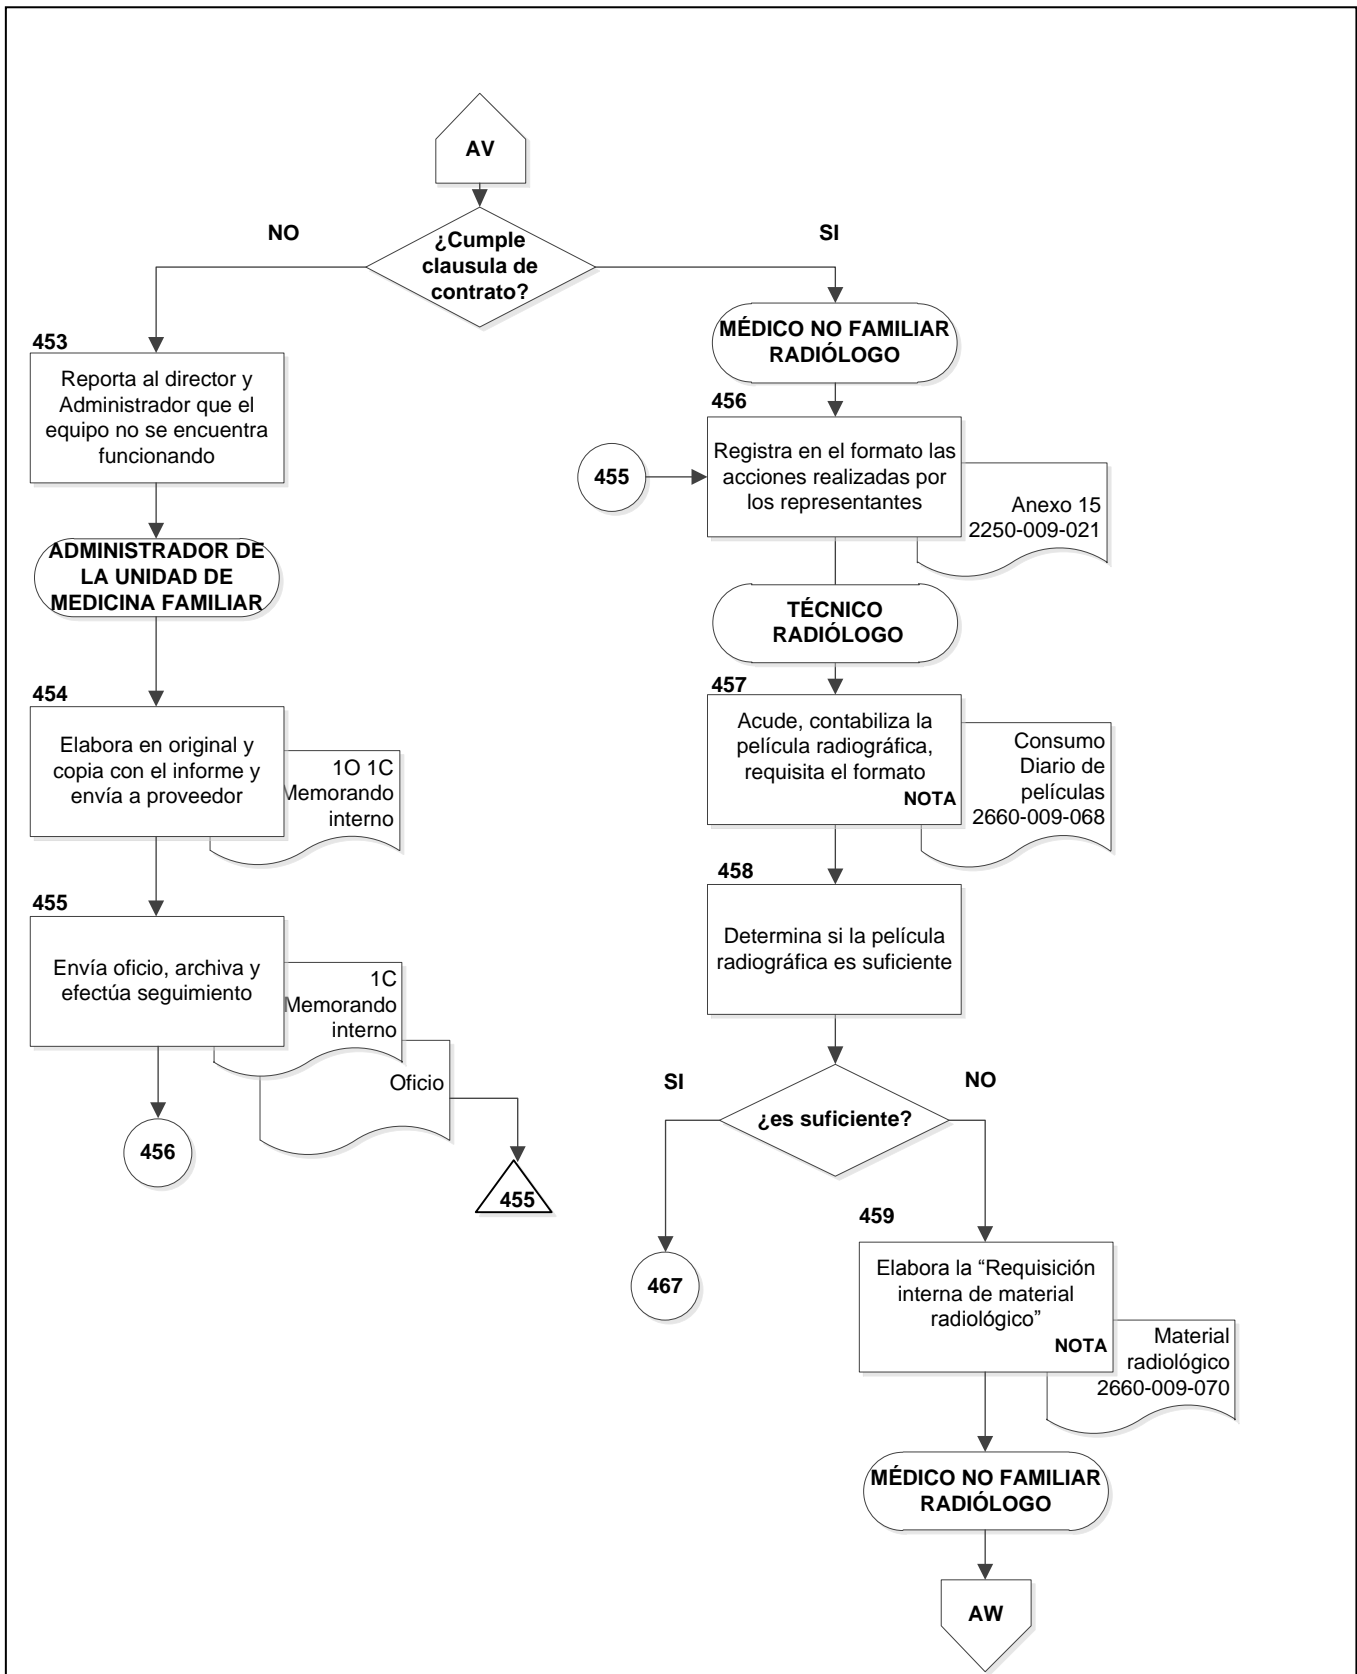 AV
NO
SI
¿Cumple
clausula de
contrato?
453
Reporta al director y
Administrador que el
equipo no se encuentra
funcionando
ADMINISTRADOR DE
LA UNIDAD DE
MEDICINA FAMILIAR
454
Elabora en original y
copia con el informe y
envía a proveedor
1O 1C
Memorando
interno
455
Envía oficio, archiva y
efectúa seguimiento
1C
Memorando
interno
Oficio
456
455
MÉDICO NO FAMILIAR
RADIÓLOGO
456
455
Registra en el formato las
acciones realizadas por
los representantes
Anexo 15
2250-009-021
TÉCNICO
RADIÓLOGO
457
Acude, contabiliza la
película radiográfica,
requisita el formato
NOTA
Consumo
Diario de
películas
2660-009-068
458
Determina si la película
radiográfica es suficiente
SI
NO
¿es suficiente?
467
459
Elabora la “Requisición
interna de material
radiológico”
NOTA
Material
radiológico
2660-009-070
MÉDICO NO FAMILIAR
RADIÓLOGO
AW